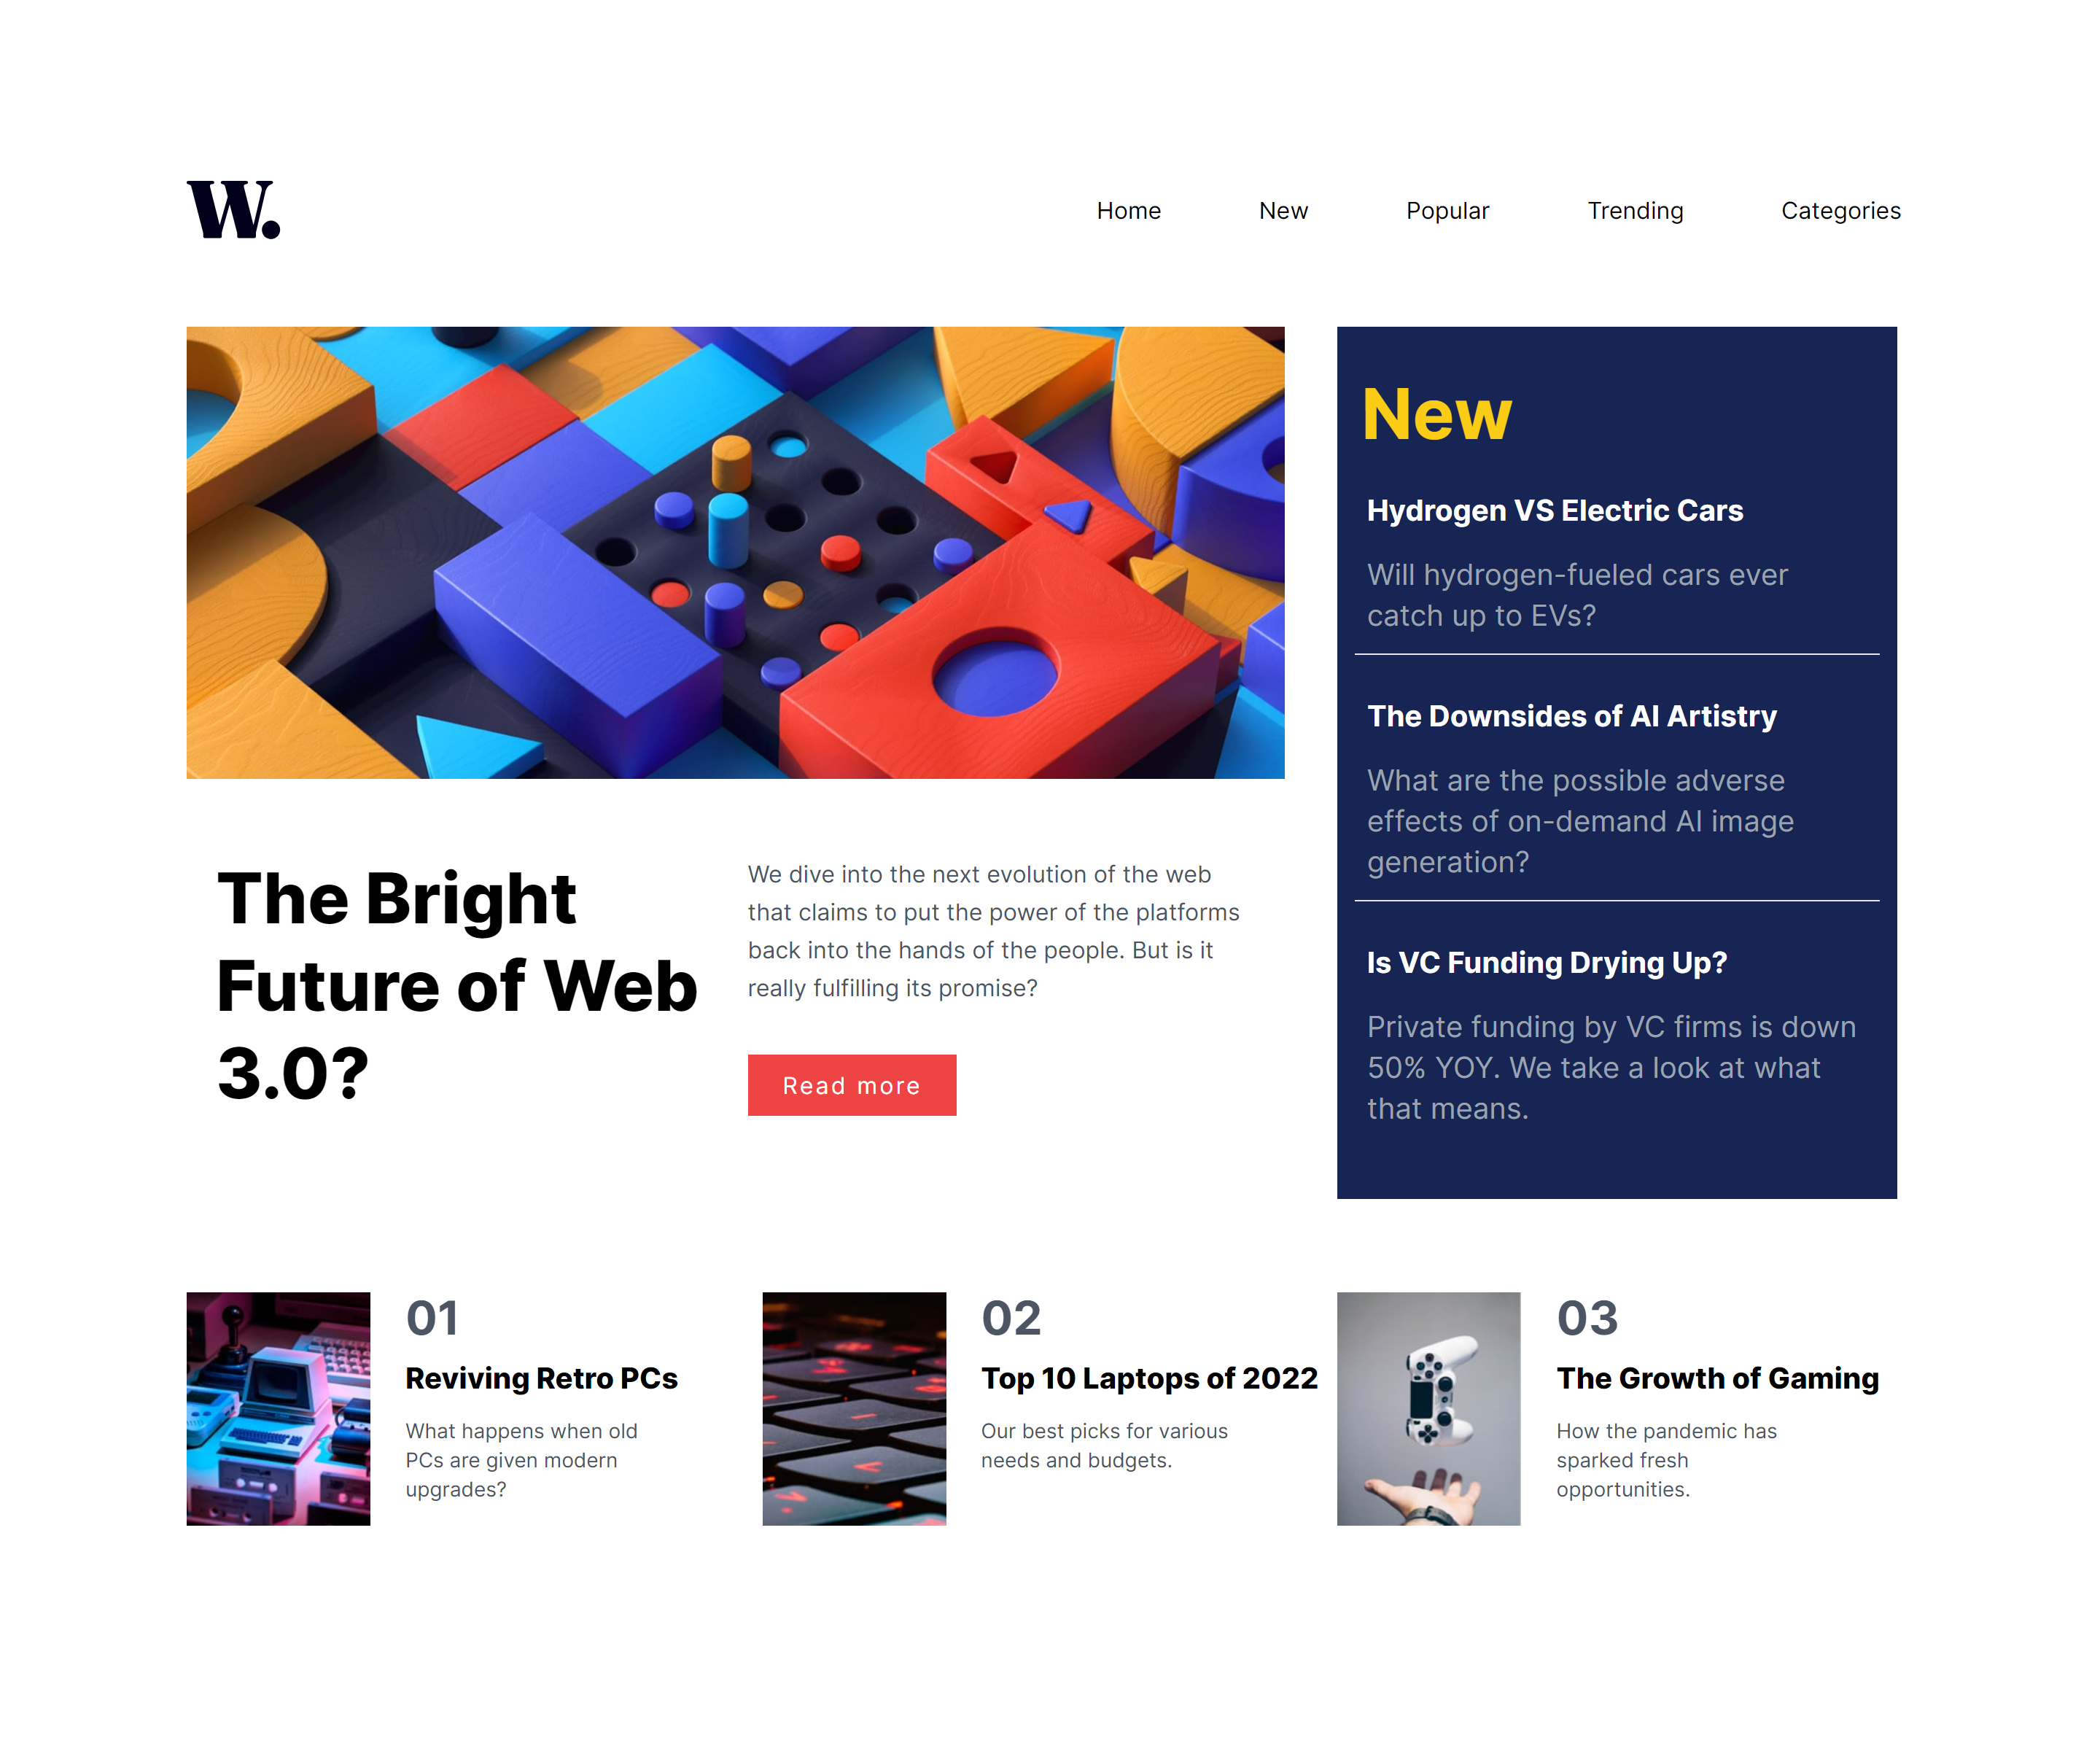 W.
Home New Popular Trending Categories
The Bright
Future of Web
3.0?
We dive into the next evolution of the web
that claims to put the power of the platforms
back into the hands of the people. But is it
really fulfilling its promise?
Read more
New
Hydrogen VS Electric Cars
Will hydrogen-fueled cars ever
catch up to EVs?
The Downsides of AI Artistry
What are the possible adverse
effects of on-demand AI image
generation?
Is VC Funding Drying Up?
Private funding by VC firms is down
50% YOY. We take a look at what
that means.
01
Reviving Retro PCs
What happens when old
PCs are given modern
upgrades?
02
Top 10 Laptops of 2022
Our best picks for various
needs and budgets.
03
The Growth of Gaming
How the pandemic has
sparked fresh
opportunities.